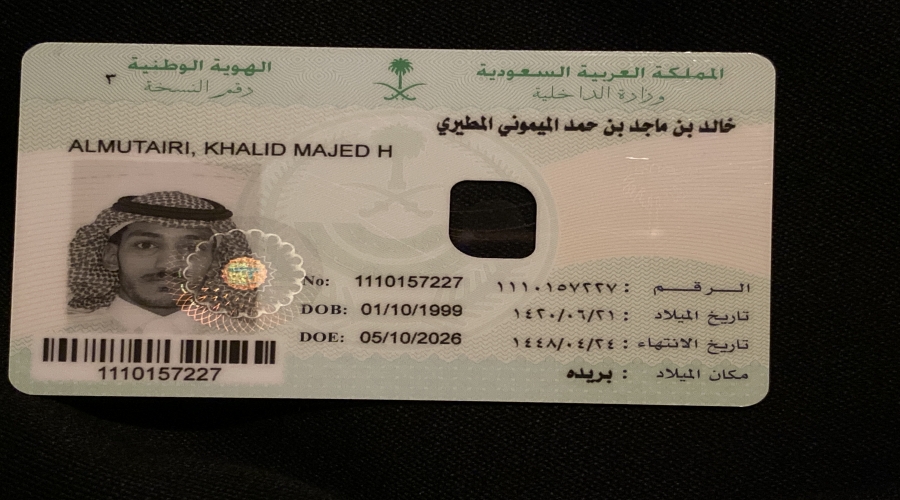 المملكة العربية السعودية
وزارة الداخلية
الهوية الوطنية
رقم النسخة ٣
خالد بن ماجد بن حمد الميموني المطيري
ALMUTAIRI, KHALID MAJED H
الـرقـم : ١١١٠١٥٧٢٢٧
No: 1110157227
تاريخ الميلاد : ١٤٢٠/٠٦/٢١
DOB: 01/10/1999
تاريخ الانتهاء : ١٤٤٨/٠٤/٢٤
DOE: 05/10/2026
مكان الميلاد : بريده
1110157227